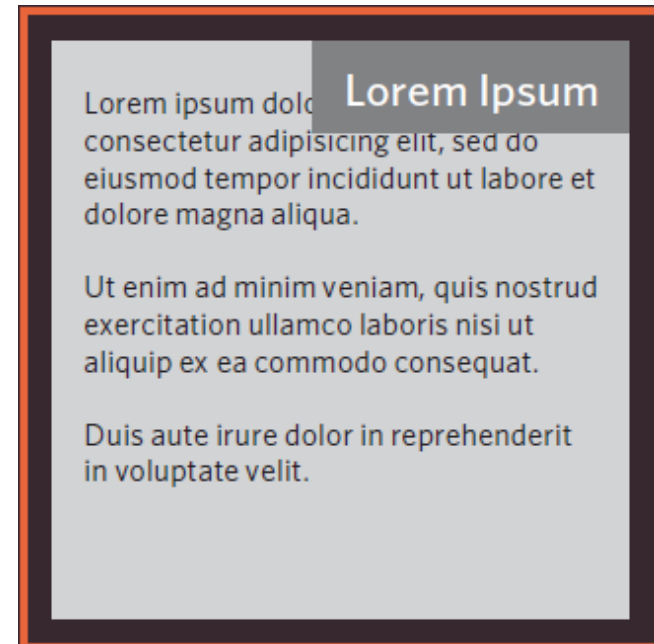 Lorem Ipsum
Lorem ipsum dolo
consectetur adipisicing elit, sed do
eiusmod tempor incididunt ut labore et
dolore magna aliqua.
Ut enim ad minim veniam, quis nostrud
exercitation ullamco laboris nisi ut
aliquip ex ea commodo consequat.
Duis aute irure dolor in reprehenderit
in voluptate velit.